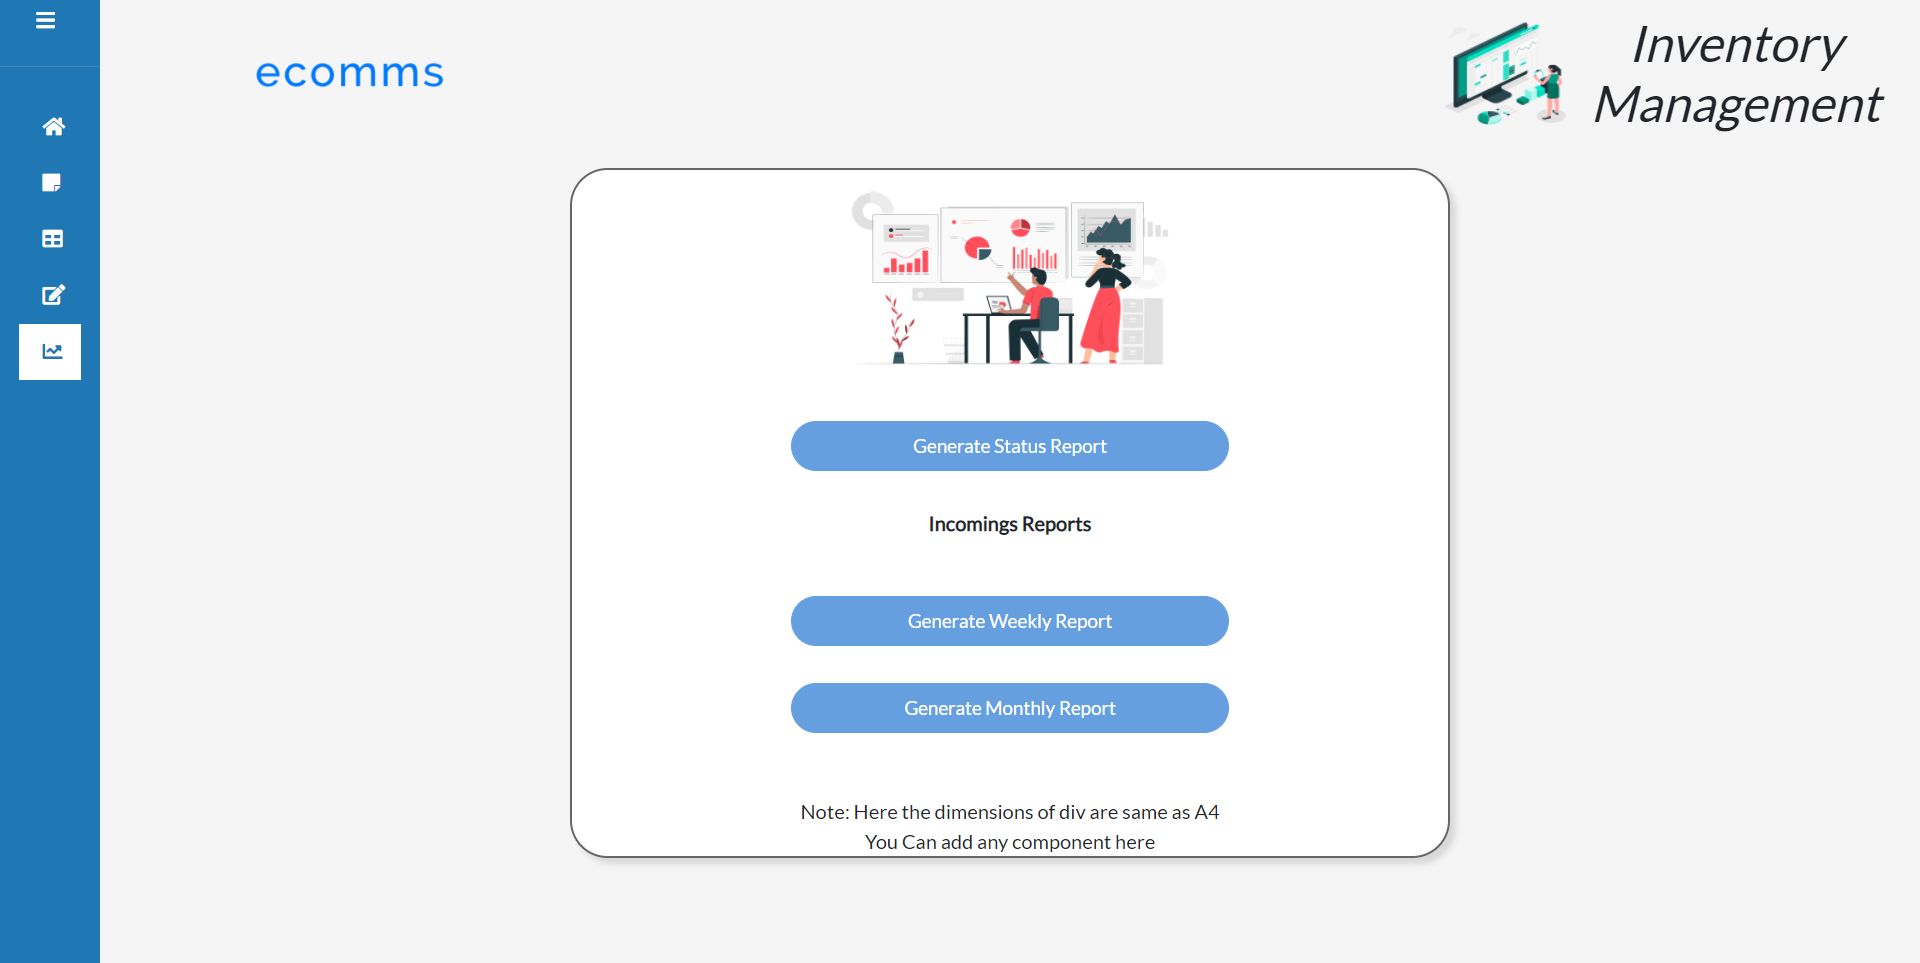 ecomms
Inventory
Management
Generate Status Report
Incomings Reports
Generate Weekly Report
Generate Monthly Report
Note: Here the dimensions of div are same as A4
You Can add any component here